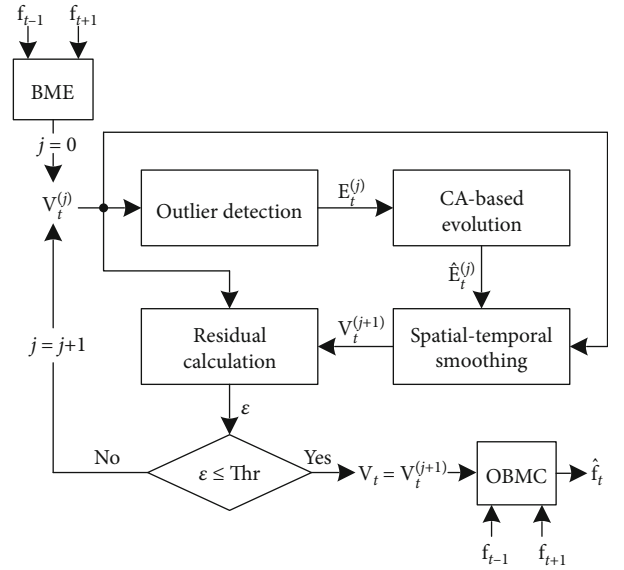 f_{t−1} f_{t+1}
BME
j = 0
V_t^{(j)}
Outlier detection
E_t^{(j)}
CA-based
evolution
Ê_t^{(j)}
Residual
calculation
V_t^{(j+1)}
Spatial-temporal
smoothing
j = j+1
ε
No
ε ≤ Thr
Yes
V_t = V_t^{(j+1)}
OBMC
f̂_t
f_{t−1} f_{t+1}